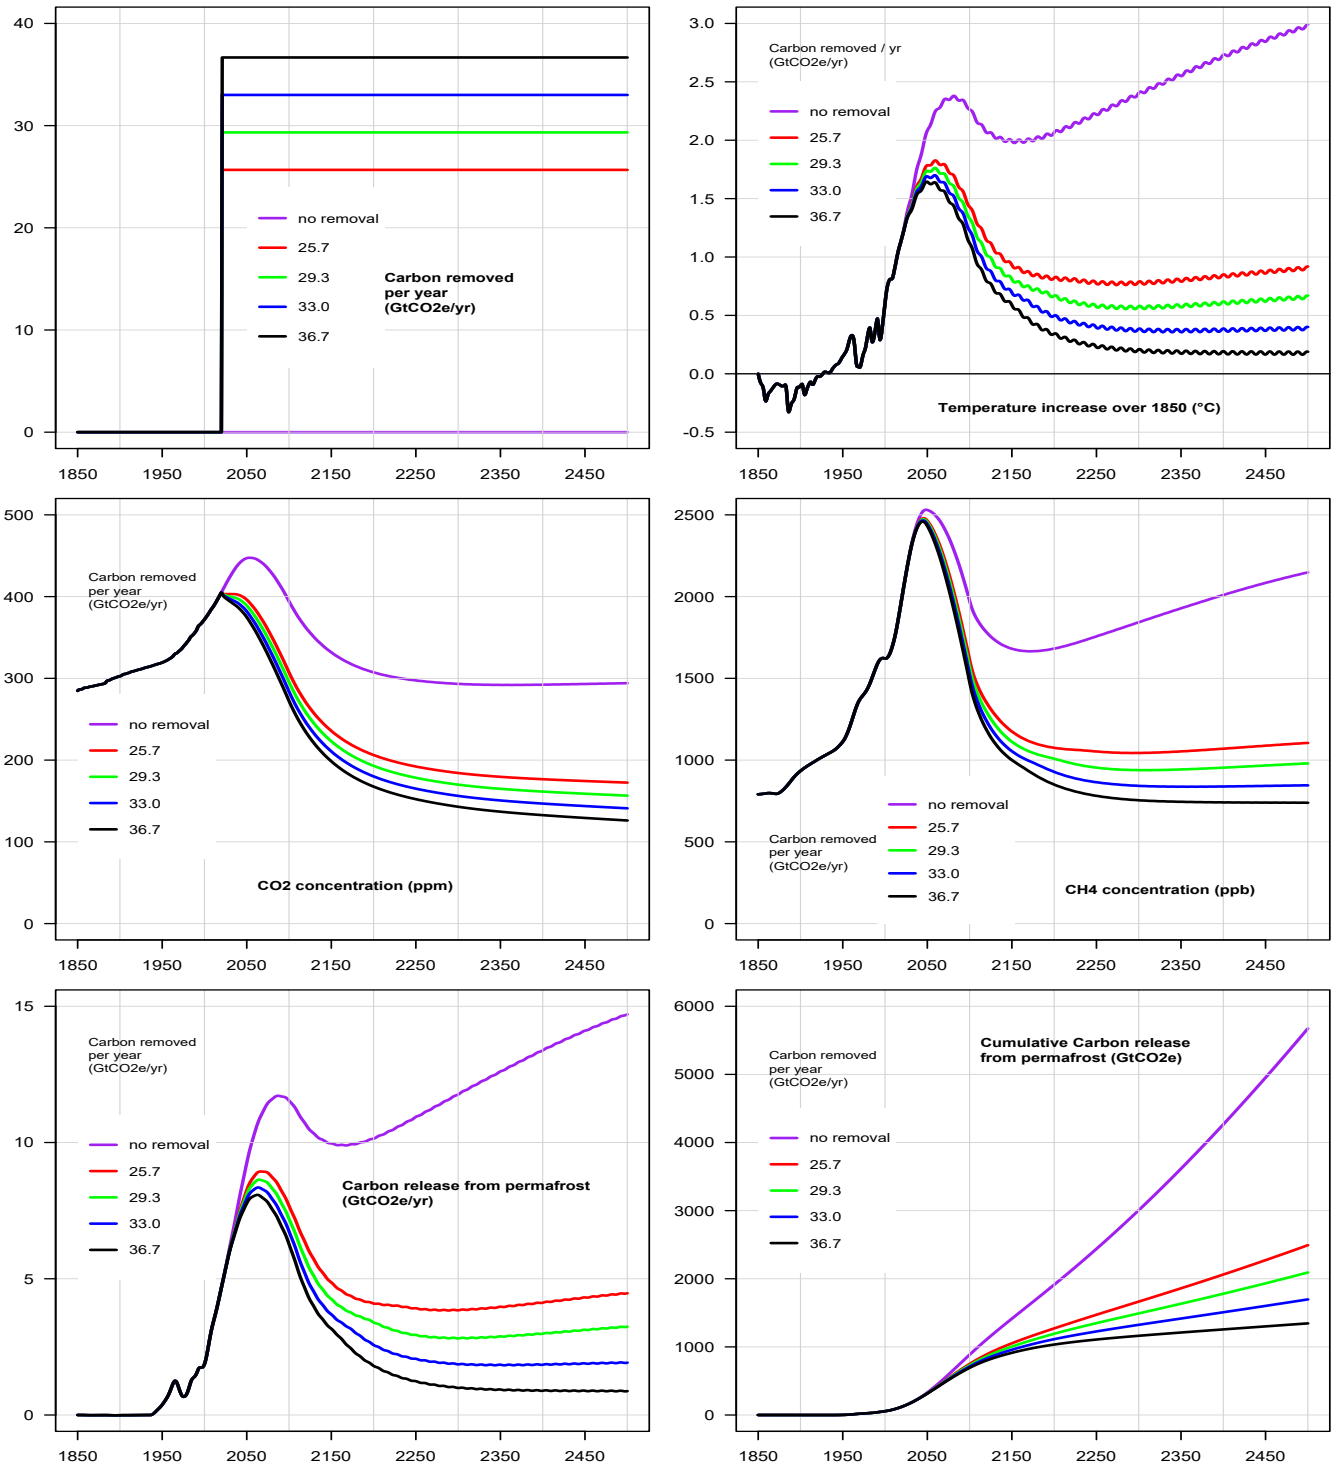 40
30
20
10
0
no removal
25.7
29.3
33.0
36.7
Carbon removed
per year
(GtCO2e/yr)
1850 1950 2050 2150 2250 2350 2450
3.0
2.5
2.0
1.5
1.0
0.5
0.0
-0.5
Carbon removed / yr
(GtCO2e/yr)
no removal
25.7
29.3
33.0
36.7
Temperature increase over 1850 (°C)
1850 1950 2050 2150 2250 2350 2450
500
400
300
200
100
0
Carbon removed
per year
(GtCO2e/yr)
no removal
25.7
29.3
33.0
36.7
CO2 concentration (ppm)
1850 1950 2050 2150 2250 2350 2450
2500
2000
1500
1000
500
0
no removal
25.7
29.3
33.0
36.7
Carbon removed
per year
(GtCO2e/yr)
CH4 concentration (ppb)
1850 1950 2050 2150 2250 2350 2450
15
10
5
0
Carbon removed
per year
(GtCO2e/yr)
no removal
25.7
29.3
33.0
36.7
Carbon release from permafrost
(GtCO2e/yr)
1850 1950 2050 2150 2250 2350 2450
6000
5000
4000
3000
2000
1000
0
Cumulative Carbon release
from permafrost (GtCO2e)
Carbon removed
per year
(GtCO2e/yr)
no removal
25.7
29.3
33.0
36.7
1850 1950 2050 2150 2250 2350 2450